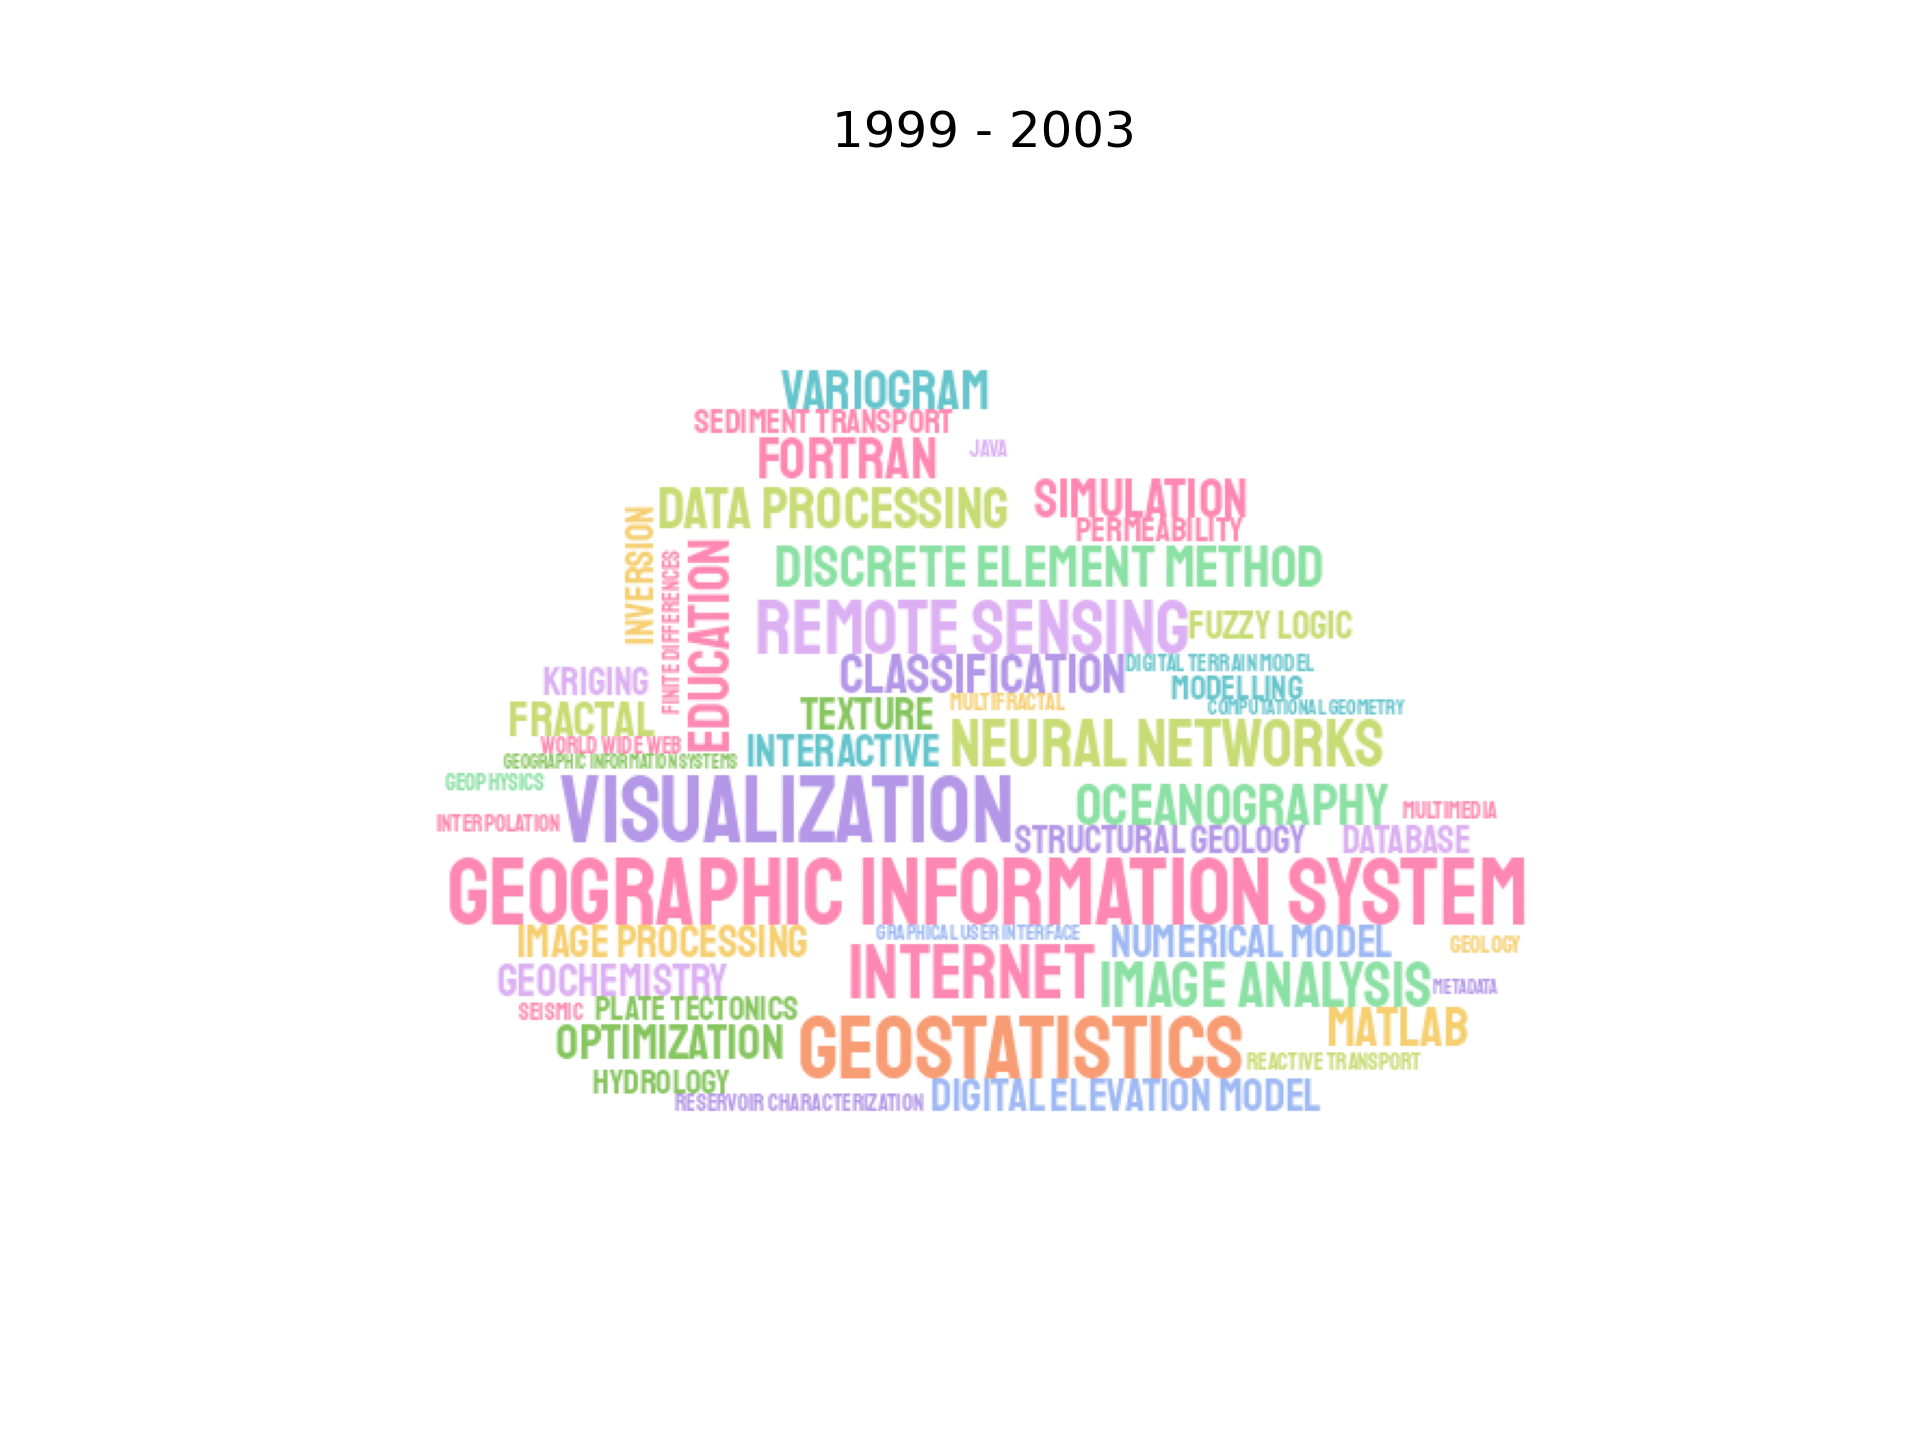 1999 - 2003
VARIOGRAM
SEDIMENT TRANSPORT
FORTRAN
JAVA
DATA PROCESSING
SIMULATION
PERMEABILITY
INVERSION
FINITE DIFFERENCES
EDUCATION
DISCRETE ELEMENT METHOD
REMOTE SENSING
FUZZY LOGIC
CLASSIFICATION
DIGITAL TERRAIN MODEL
KRIGING
MODELLING
MULTIFRACTAL
COMPUTATIONAL GEOMETRY
FRACTAL
TEXTURE
WORLD WIDE WEB
INTERACTIVE
NEURAL NETWORKS
GEOGRAPHIC INFORMATION SYSTEMS
GEOPHYSICS
VISUALIZATION
OCEANOGRAPHY
MULTIMEDIA
INTERPOLATION
STRUCTURAL GEOLOGY
DATABASE
GEOGRAPHIC INFORMATION SYSTEM
IMAGE PROCESSING
GRAPHICAL USER INTERFACE
NUMERICAL MODEL
GEOLOGY
GEOCHEMISTRY
INTERNET
IMAGE ANALYSIS
METADATA
SEISMIC
PLATE TECTONICS
MATLAB
OPTIMIZATION
GEOSTATISTICS
REACTIVE TRANSPORT
HYDROLOGY
RESERVOIR CHARACTERIZATION
DIGITAL ELEVATION MODEL